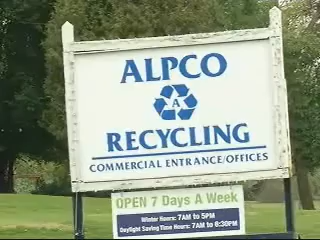 ALPCO
A
RECYCLING
COMMERCIAL ENTRANCE/OFFICES
OPEN 7 Days A Week
Winter Hours: 7AM to 5PM
Daylight Saving Time Hours: 7AM to 6:30PM